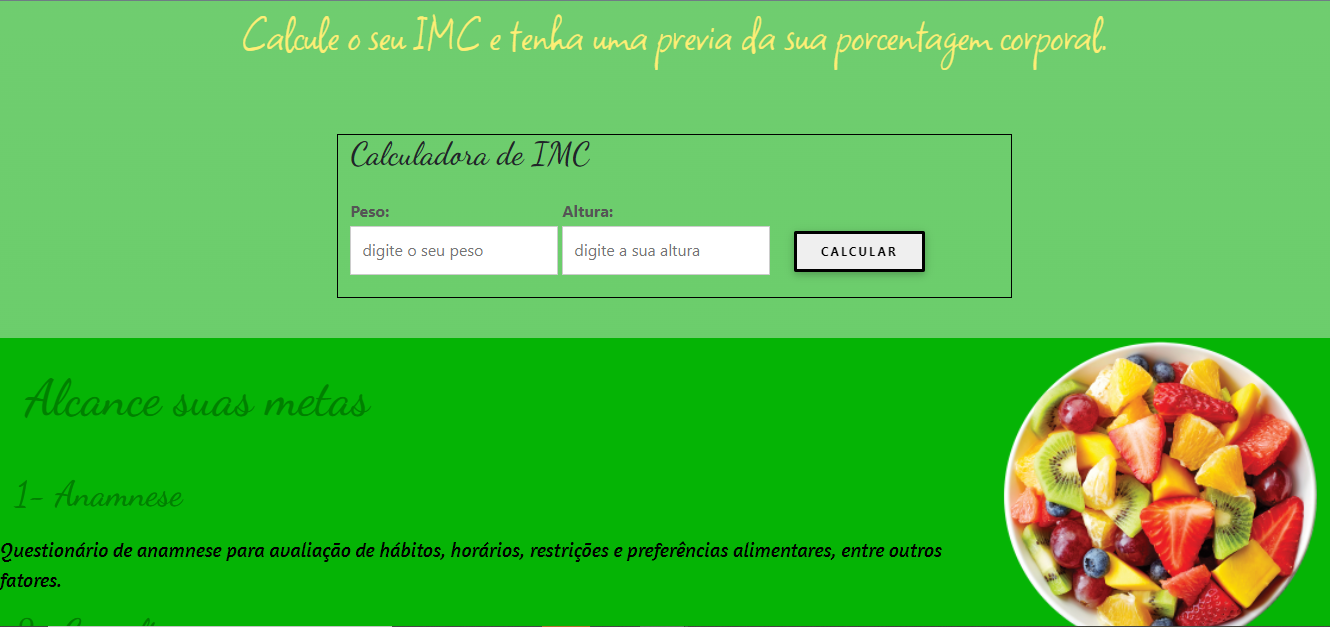 Calcule o seu IMC e tenha uma previa da sua porcentagem corporal.
Calculadora de IMC
Peso: Altura:
digite o seu peso digite a sua altura CALCULAR
Alcance suas metas
1- Anamnese
Questionário de anamnese para avaliação de hábitos, horários, restrições e preferências alimentares, entre outros
fatores.